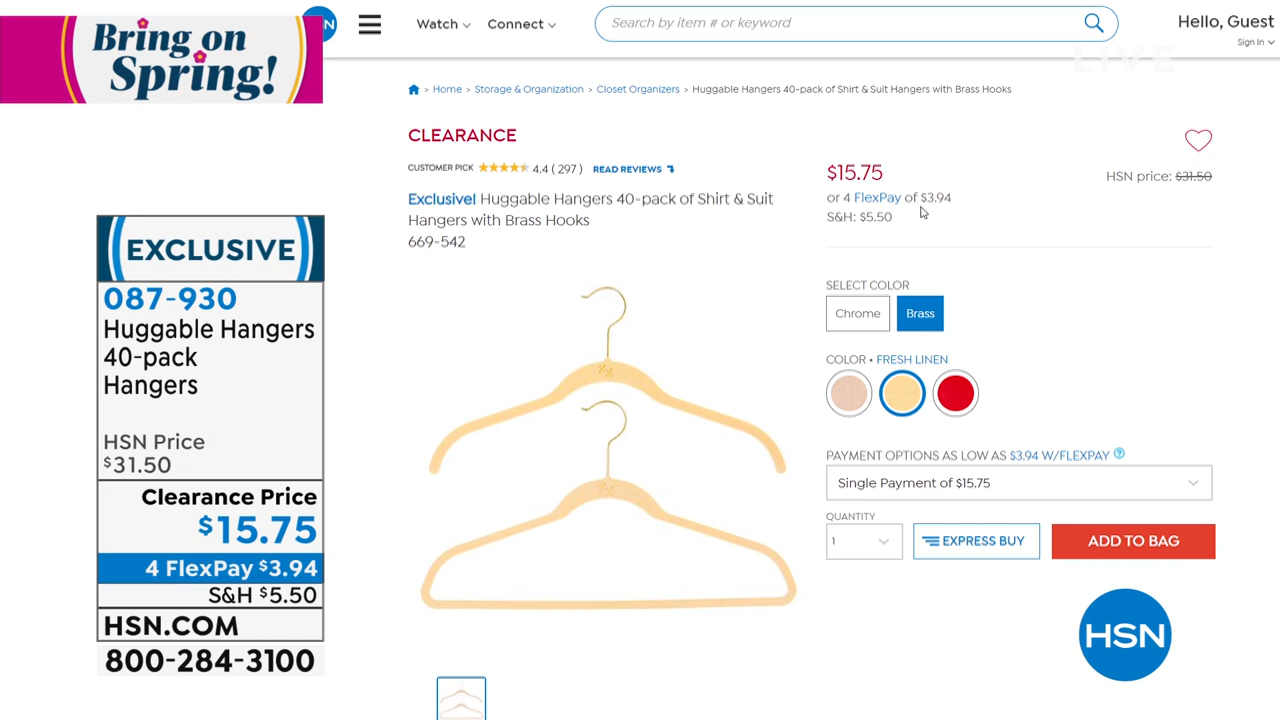 Bring on
Spring!
N
Watch
Connect
Search by item # or keyword
Hello, Guest
Sign In
LIVE
> Home > Storage & Organization > Closet Organizers > Huggable Hangers 40-pack of Shirt & Suit Hangers with Brass Hooks
CLEARANCE
CUSTOMER PICK 4.4 ( 297 ) READ REVIEWS
Exclusive! Huggable Hangers 40-pack of Shirt & Suit
Hangers with Brass Hooks
669-542
$15.75
HSN price: $31.50
or 4 FlexPay of $3.94
S&H: $5.50
SELECT COLOR
Chrome
Brass
COLOR • FRESH LINEN
PAYMENT OPTIONS AS LOW AS $3.94 W/FLEXPAY ?
Single Payment of $15.75
QUANTITY
1
EXPRESS BUY
ADD TO BAG
HSN
EXCLUSIVE
087-930
Huggable Hangers
40-pack
Hangers
HSN Price
$31.50
Clearance Price
$15.75
4 FlexPay $3.94
S&H $5.50
HSN.COM
800-284-3100